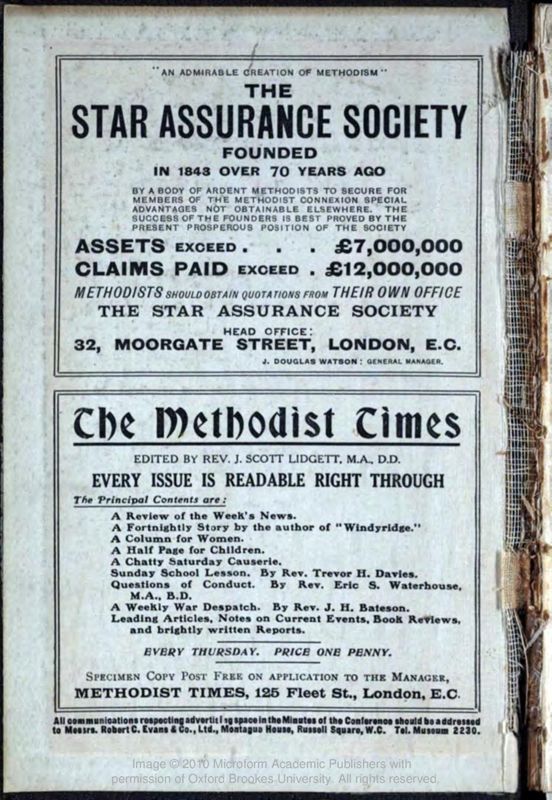 "AN ADMIRABLE CREATION OF METHODISM"
THE
STAR ASSURANCE SOCIETY
FOUNDED
IN 1843 OVER 70 YEARS AGO
BY A BODY OF ARDENT METHODISTS TO SECURE FOR
MEMBERS OF THE METHODIST CONNEXION SPECIAL
ADVANTAGES NOT OBTAINABLE ELSEWHERE. THE
SUCCESS OF THE FOUNDERS IS BEST PROVED BY THE
PRESENT PROSPEROUS POSITION OF THE SOCIETY
ASSETS EXCEED . . . £7,000,000
CLAIMS PAID EXCEED . £12,000,000
METHODISTS SHOULD OBTAIN QUOTATIONS FROM THEIR OWN OFFICE
THE STAR ASSURANCE SOCIETY
HEAD OFFICE:
32, MOORGATE STREET, LONDON, E.C.
J. DOUGLAS WATSON: GENERAL MANAGER.
The Methodist Times
EDITED BY REV. J. SCOTT LIDGETT, M.A., D.D.
EVERY ISSUE IS READABLE RIGHT THROUGH
The Principal Contents are:
A Review of the Week's News.
A Fortnightly Story by the author of "Windyridge."
A Column for Women.
A Half Page for Children.
A Chatty Saturday Causerie.
Sunday School Lesson. By Rev. Trevor H. Davies.
Questions of Conduct. By Rev. Eric S. Waterhouse,
M.A., B.D.
A Weekly War Despatch. By Rev. J. H. Bateson.
Leading Articles, Notes on Current Events, Book Reviews,
and brightly written Reports.
EVERY THURSDAY. PRICE ONE PENNY.
SPECIMEN COPY POST FREE ON APPLICATION TO THE MANAGER,
METHODIST TIMES, 125 Fleet St., London, E.C.
All communications respecting advertising space in the Minutes of the Conference should be addressed
to Messrs. Robert C. Evans & Co., Ltd., Montague House, Russell Square, W.C. Tel. Museum 2230.
Image © 2010 Microform Academic Publishers with
permission of Oxford Brookes University. All rights reserved.